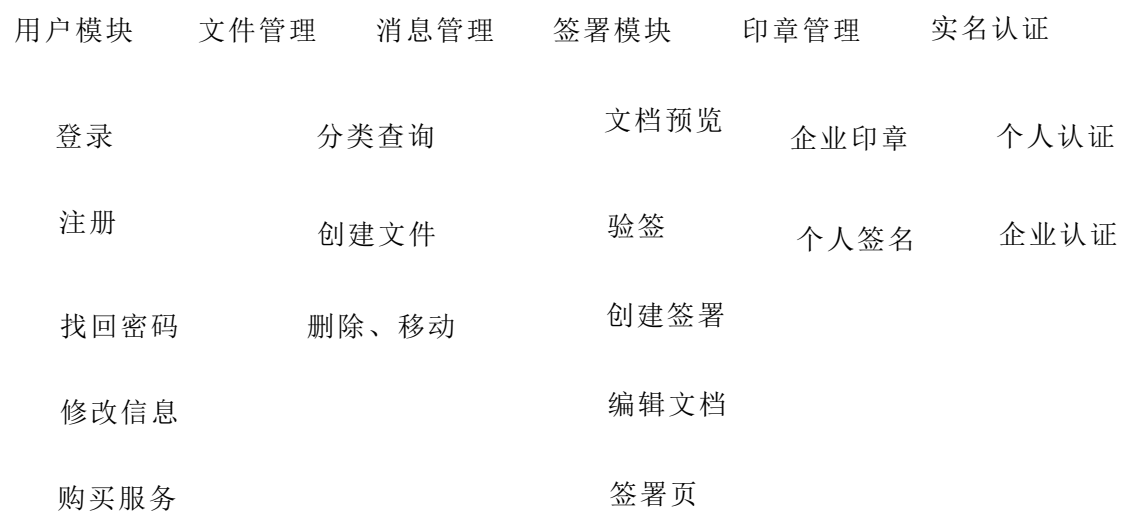 用户模块 文件管理 消息管理 签署模块 印章管理 实名认证
登录 分类查询 文档预览 企业印章 个人认证
注册 创建文件 验签 个人签名 企业认证
找回密码 删除、移动 创建签署
修改信息 编辑文档
购买服务 签署页